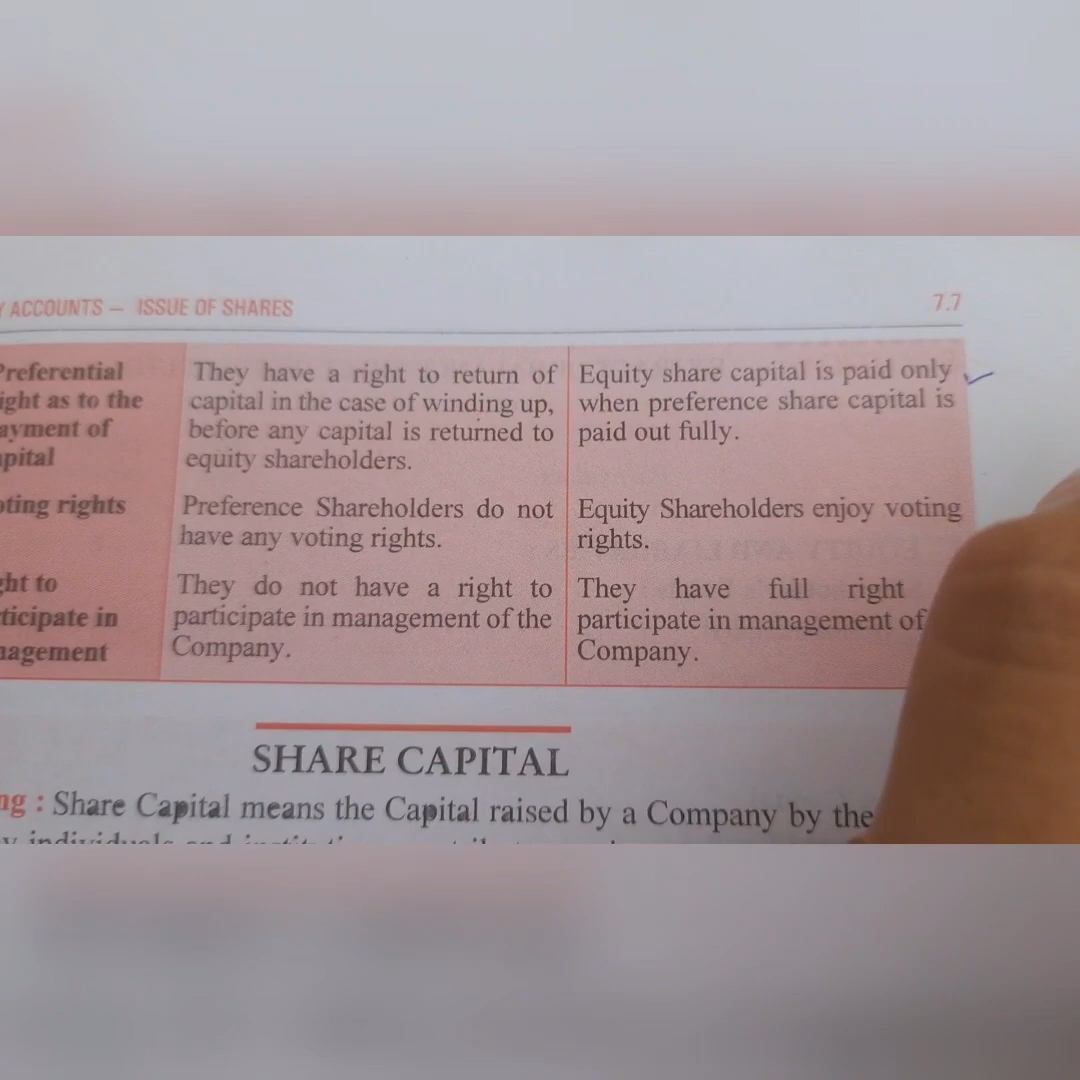 ACCOUNTS – ISSUE OF SHARES 7.7
Preferential
ight as to the
ayment of
pital
They have a right to return of
capital in the case of winding up,
before any capital is returned to
equity shareholders.
Equity share capital is paid only
when preference share capital is
paid out fully.
oting rights
Preference Shareholders do not
have any voting rights.
Equity Shareholders enjoy voting
rights.
ght to
ticipate in
nagement
They do not have a right to
participate in management of the
Company.
They have full right
participate in management of
Company.
SHARE CAPITAL
ng : Share Capital means the Capital raised by a Company by the
individuals and